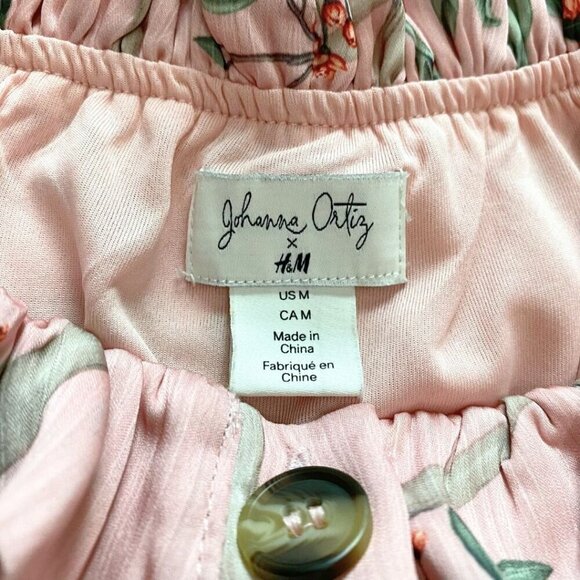 Johanna Ortiz
×
H&M
US M
CA M
Made in
China
Fabriqué en
Chine